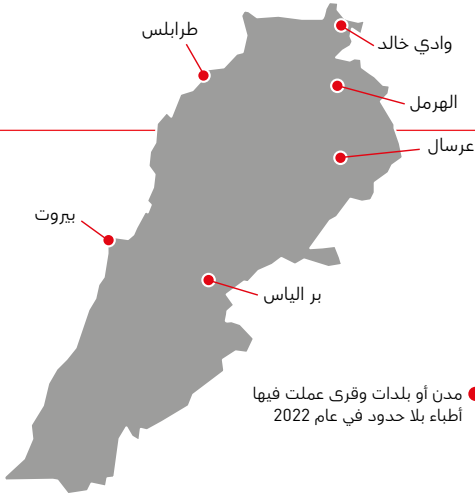 طرابلس
وادي خالد
الهرمل
عرسال
بيروت
بر الياس
مدن أو بلدات وقرى عملت فيها
أطباء بلا حدود في عام 2022